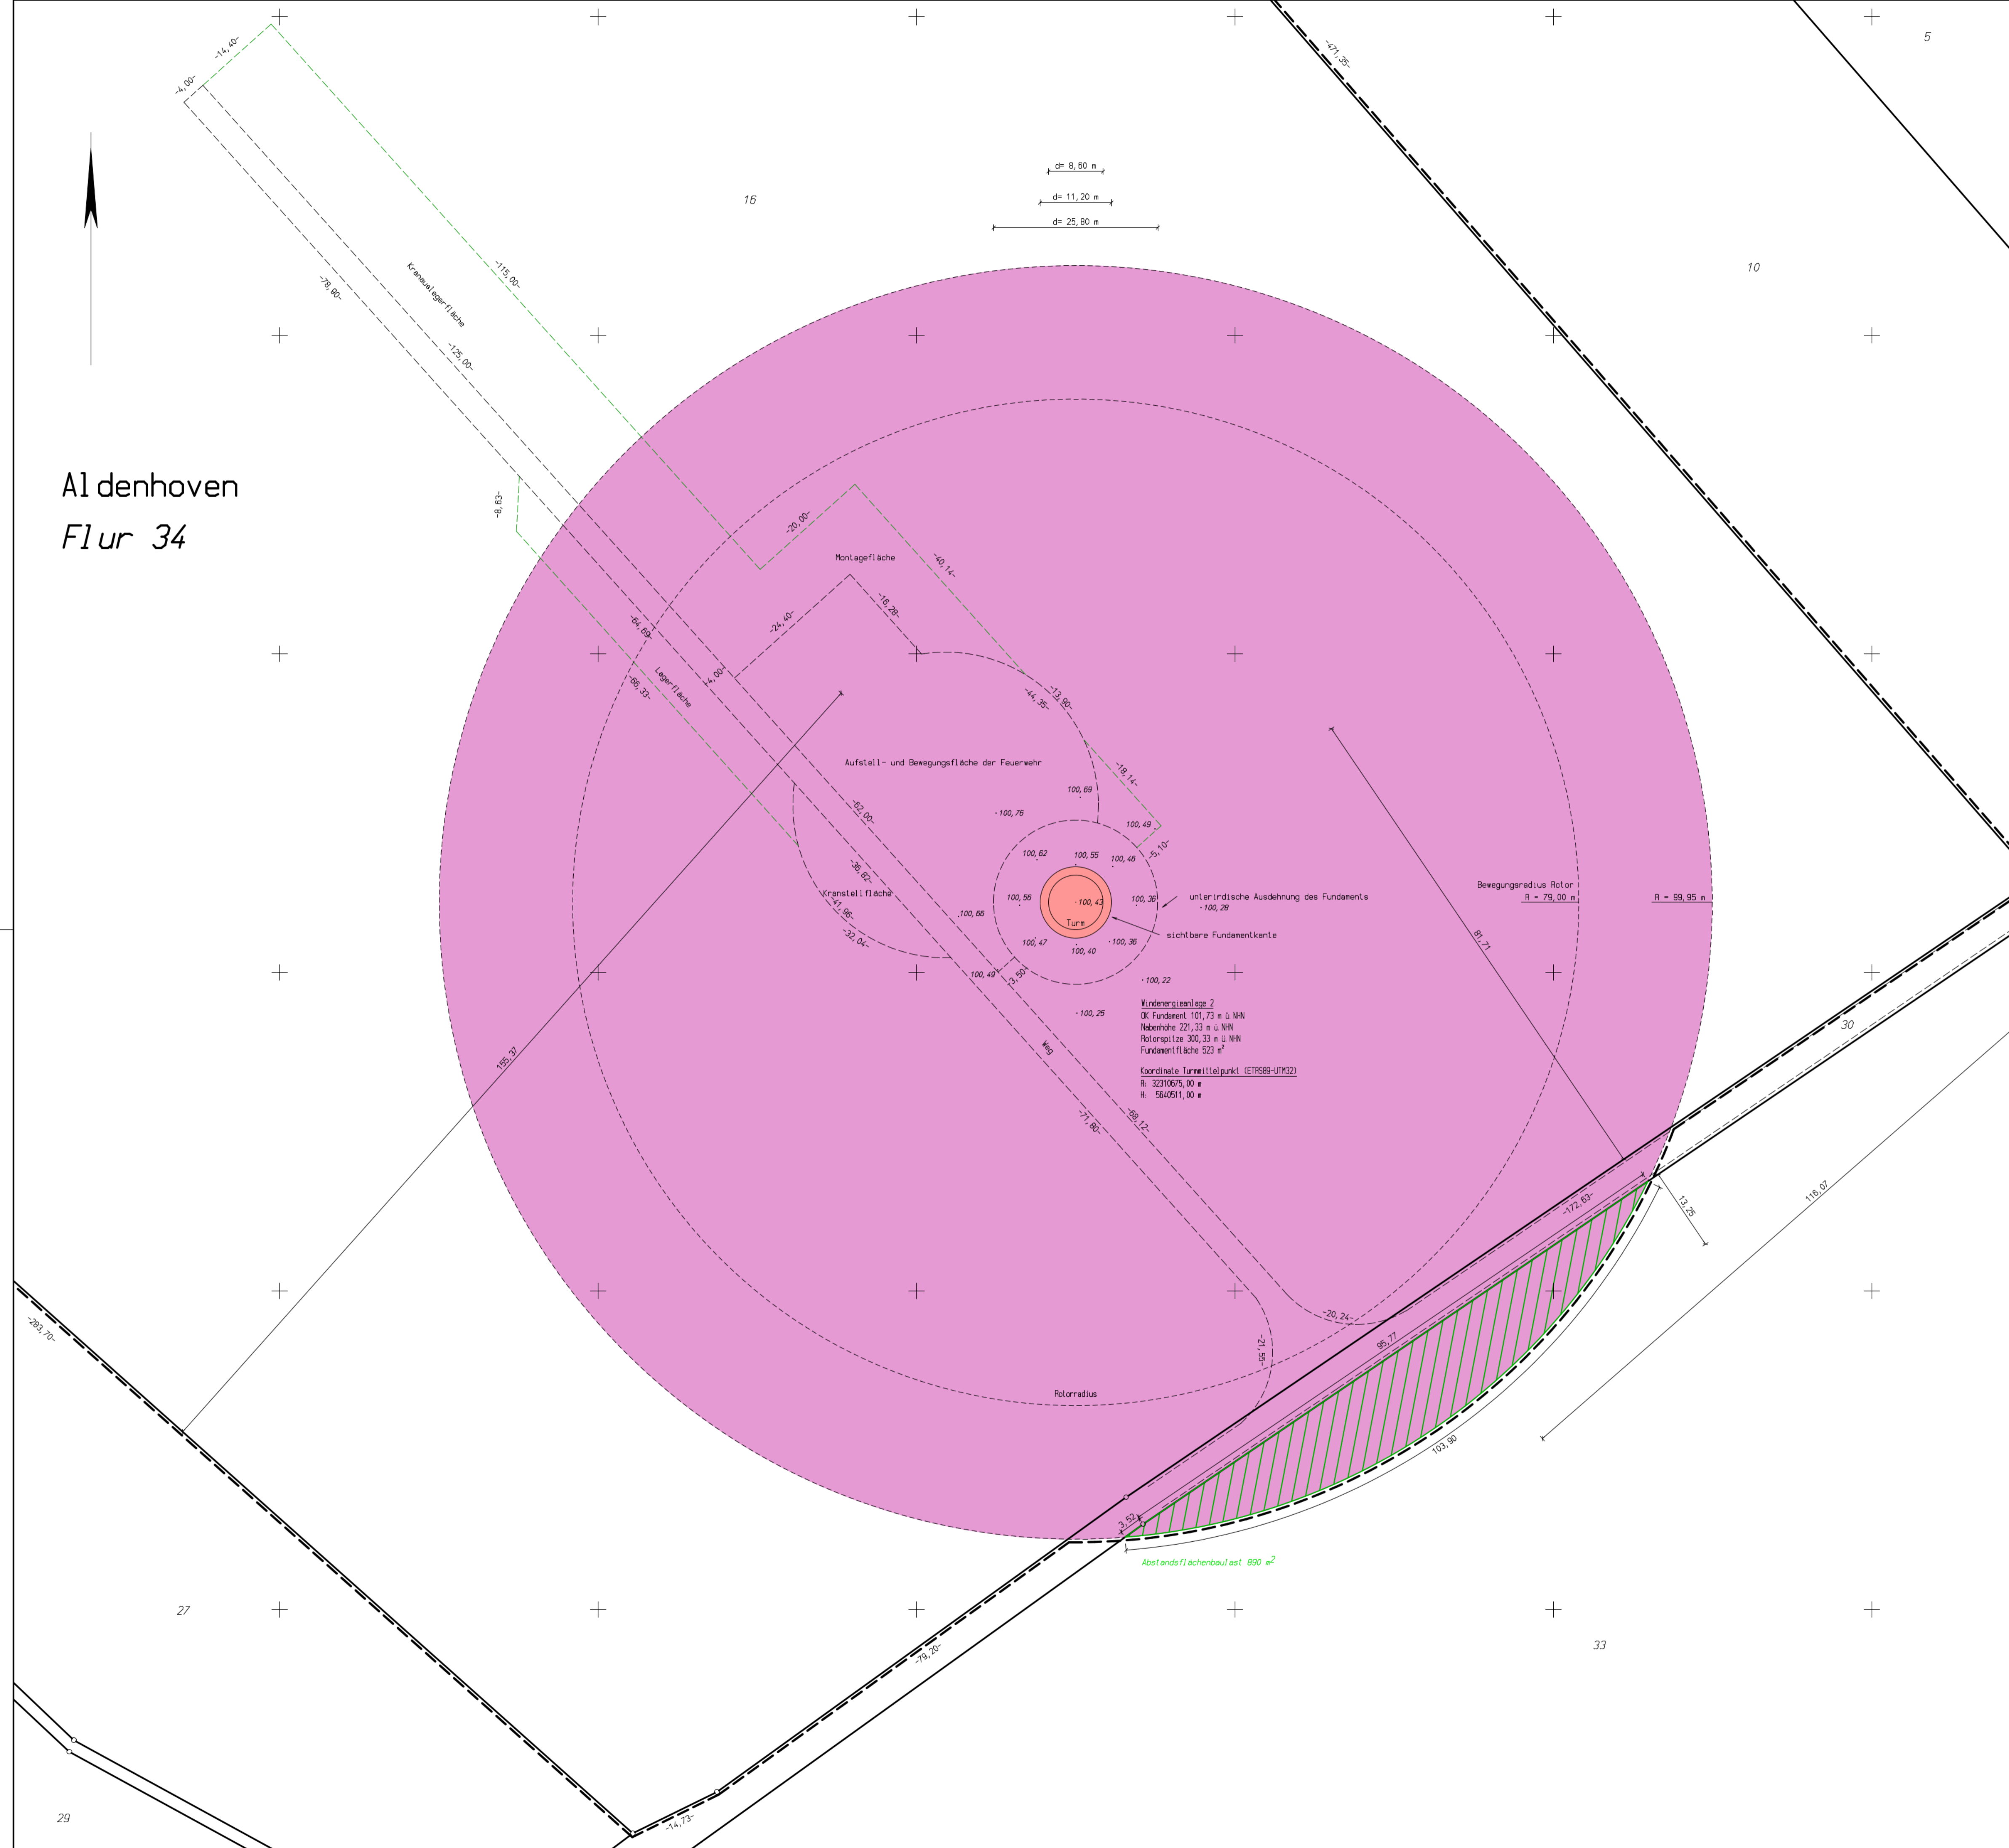 5
-14,40-
-4,00-
-471,35-
d= 8,60 m
16
d= 11,20 m
d= 25,80 m
10
-115,00-
Kranauslegerfläche
-78,90-
-125,00-
Aldenhoven
Flur 34
-8,63-
-20,00-
Montagefläche
-40,14-
-16,28-
-24,40-
-64,69-
-4,00-
Lagerfläche
-66,33-
-13,90-
-44,35-
Aufstell- und Bewegungsfläche der Feuerwehr
-18,14-
100,69
100,76
-62,00-
100,49
-5,10-
100,62
100,55
100,46
-36,82-
Kranstellfläche
-41,96-
-32,04-
100,56
100,43
100,36
100,66
Turm
100,47
100,40
100,36
unterirdische Ausdehnung des Fundaments
100,28
sichtbare Fundamentkante
Bewegungsradius Rotor
R = 79,00 m
R = 99,95 m
81,71
100,49
-3,50-
100,22
100,25
Windenergieanlage 2
OK Fundament 101,73 m ü NHN
Nabenhöhe 221,33 m ü NHN
Rotorspitze 300,33 m ü NHN
Fundamentfläche 523 m²
Koordinate Turmmittelpunkt (ETRS89-UTM32)
R: 32310675,00 m
H: 5640511,00 m
30
Weg
155,37
-68,12-
-71,80-
-172,63-
13,25
116,07
-283,70-
-20,24-
-21,55-
95,77
Rotorradius
103,90
3,52
Abstandsflächenbaulast 890 m²
27
33
-79,20-
-14,73-
29